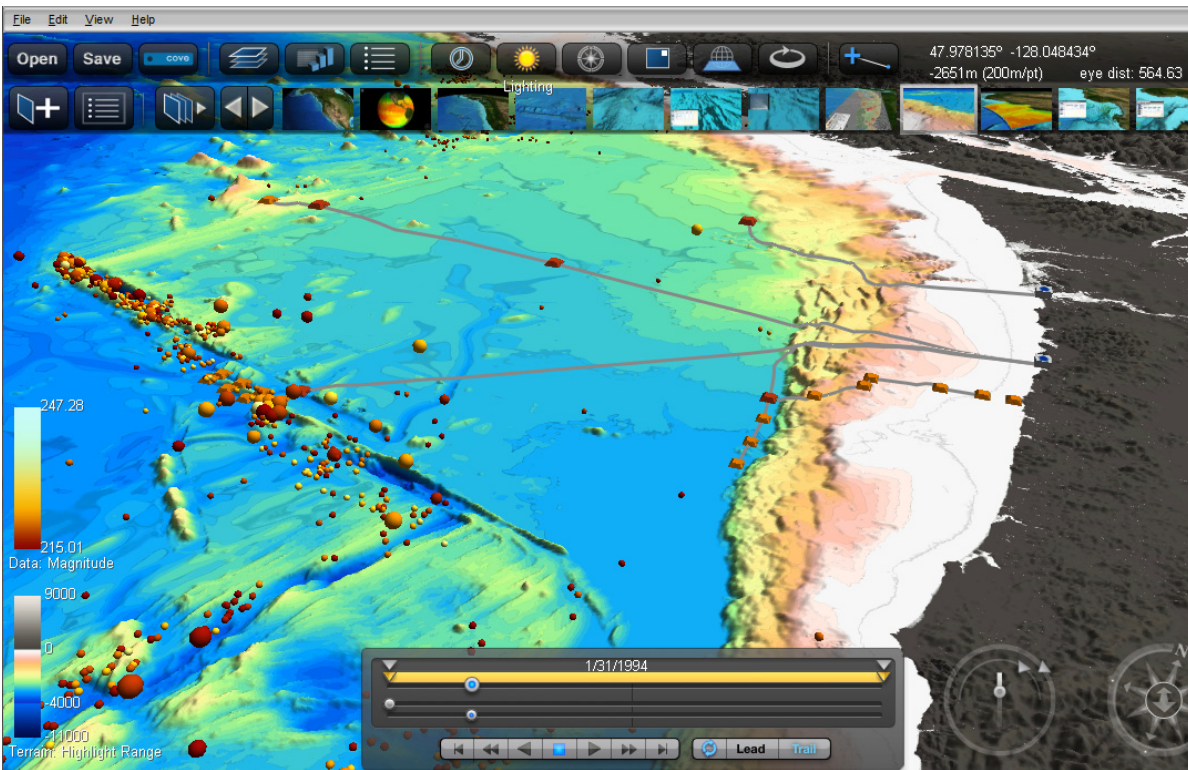 File Edit View Help
Open Save COVE
47.978135° -128.048434°
-2651m (200m/pt) eye dist: 564.63
Lighting
247.28
215.01
Data: Magnitude
9000
0
-4000
-11000
Terrain: Highlight Range
1/31/1994
Lead Trail
N